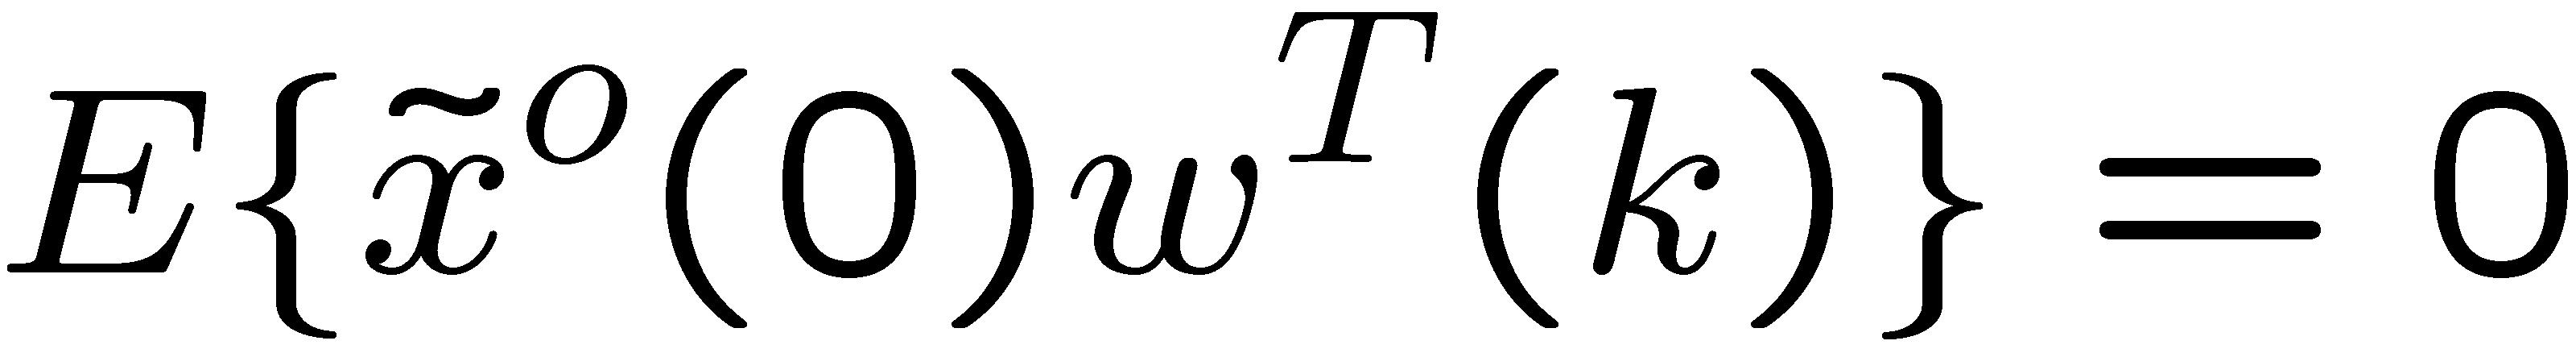 E{x̃ᵒ(0)wᵀ(k)} = 0